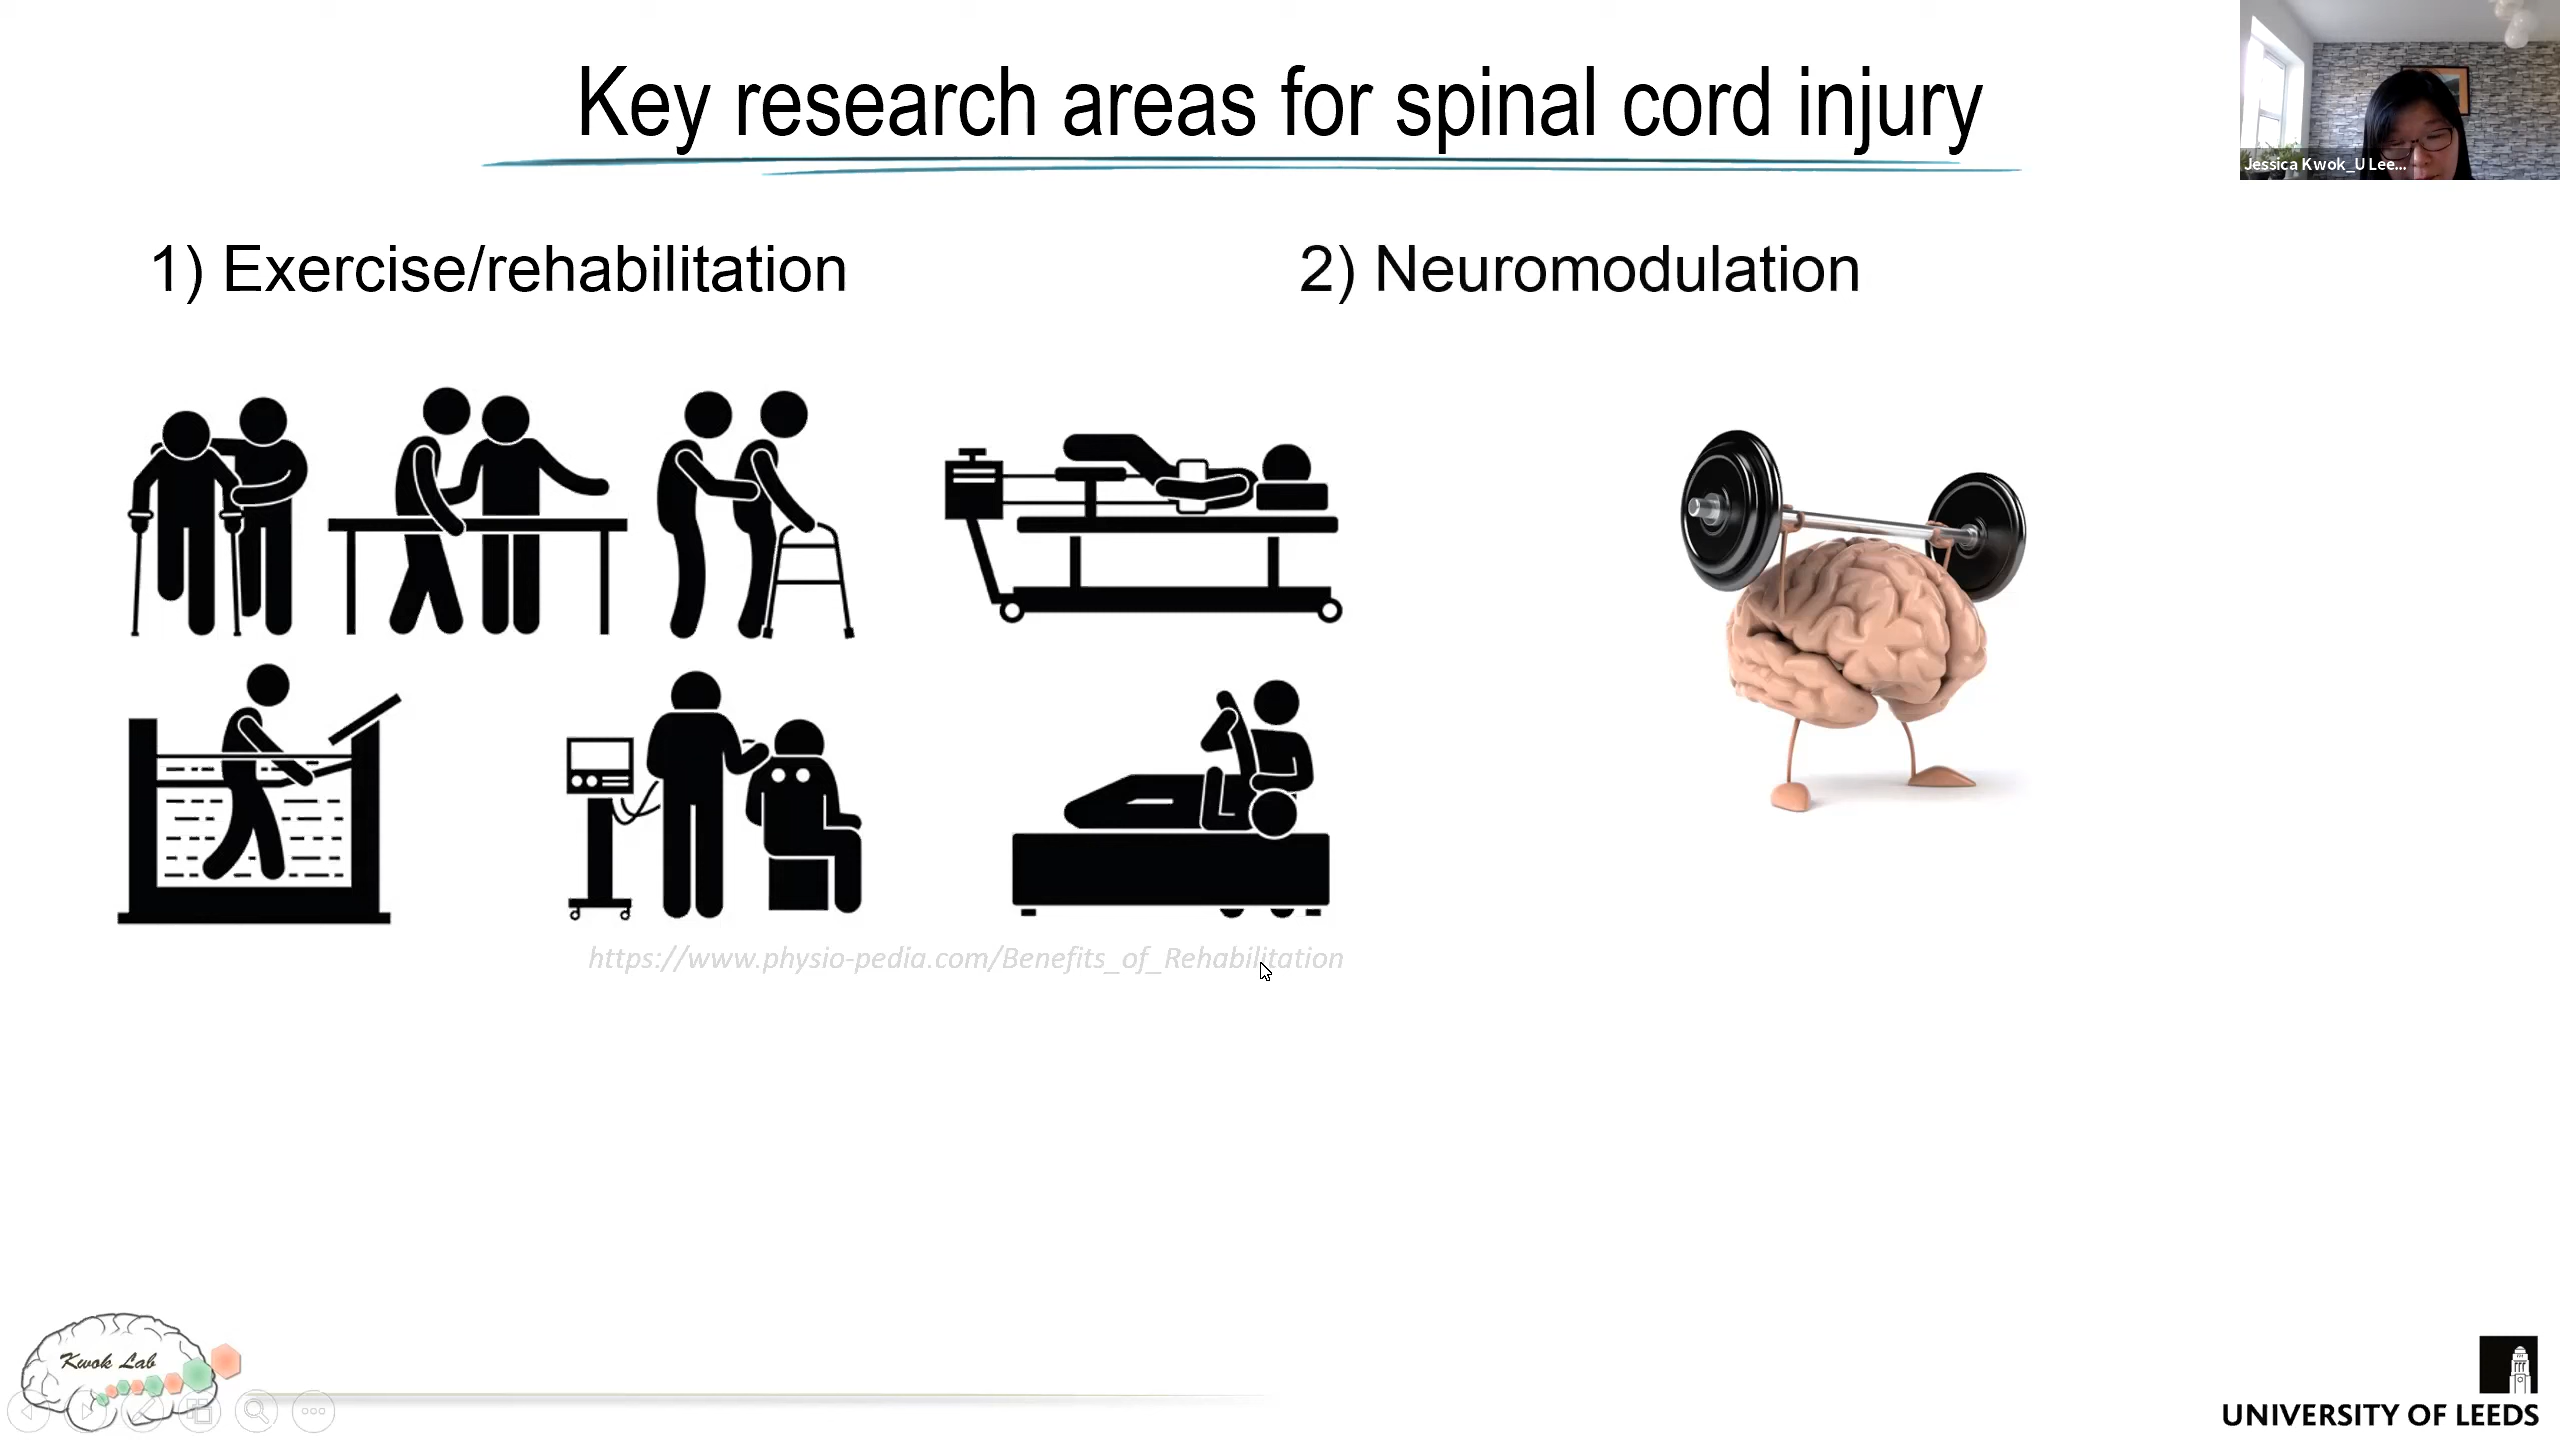 Key research areas for spinal cord injury
Jessica Kwok_U Lee...
1) Exercise/rehabilitation
2) Neuromodulation
https://www.physio-pedia.com/Benefits_of_Rehabilitation
Kwok Lab
UNIVERSITY OF LEEDS